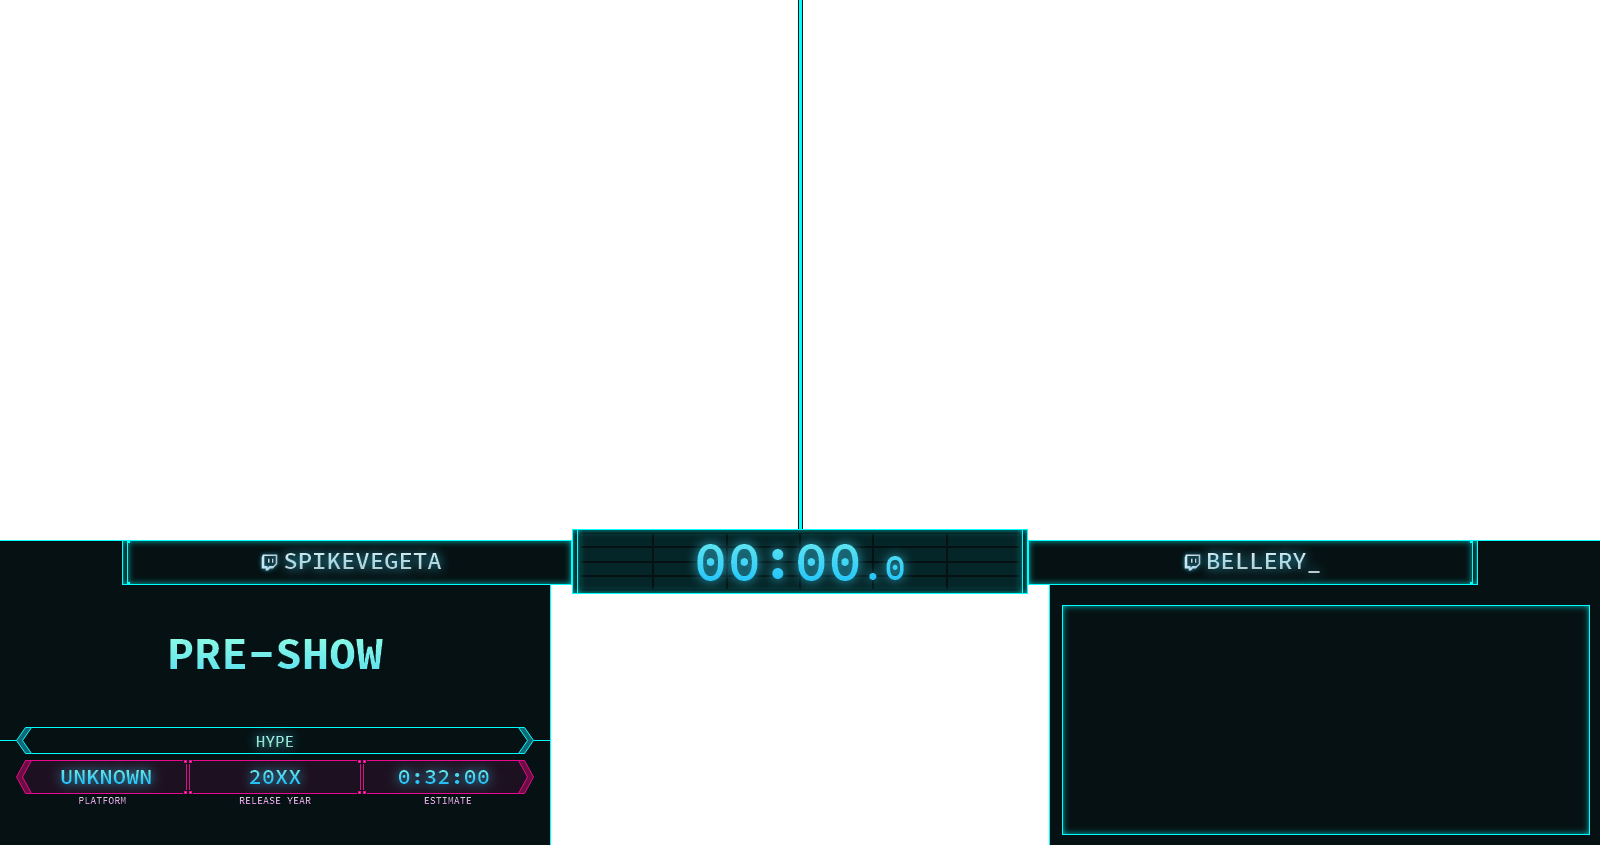 SPIKEVEGETA
00:00.0
BELLERY_
PRE-SHOW
HYPE
UNKNOWN 20XX 0:32:00
PLATFORM RELEASE YEAR ESTIMATE